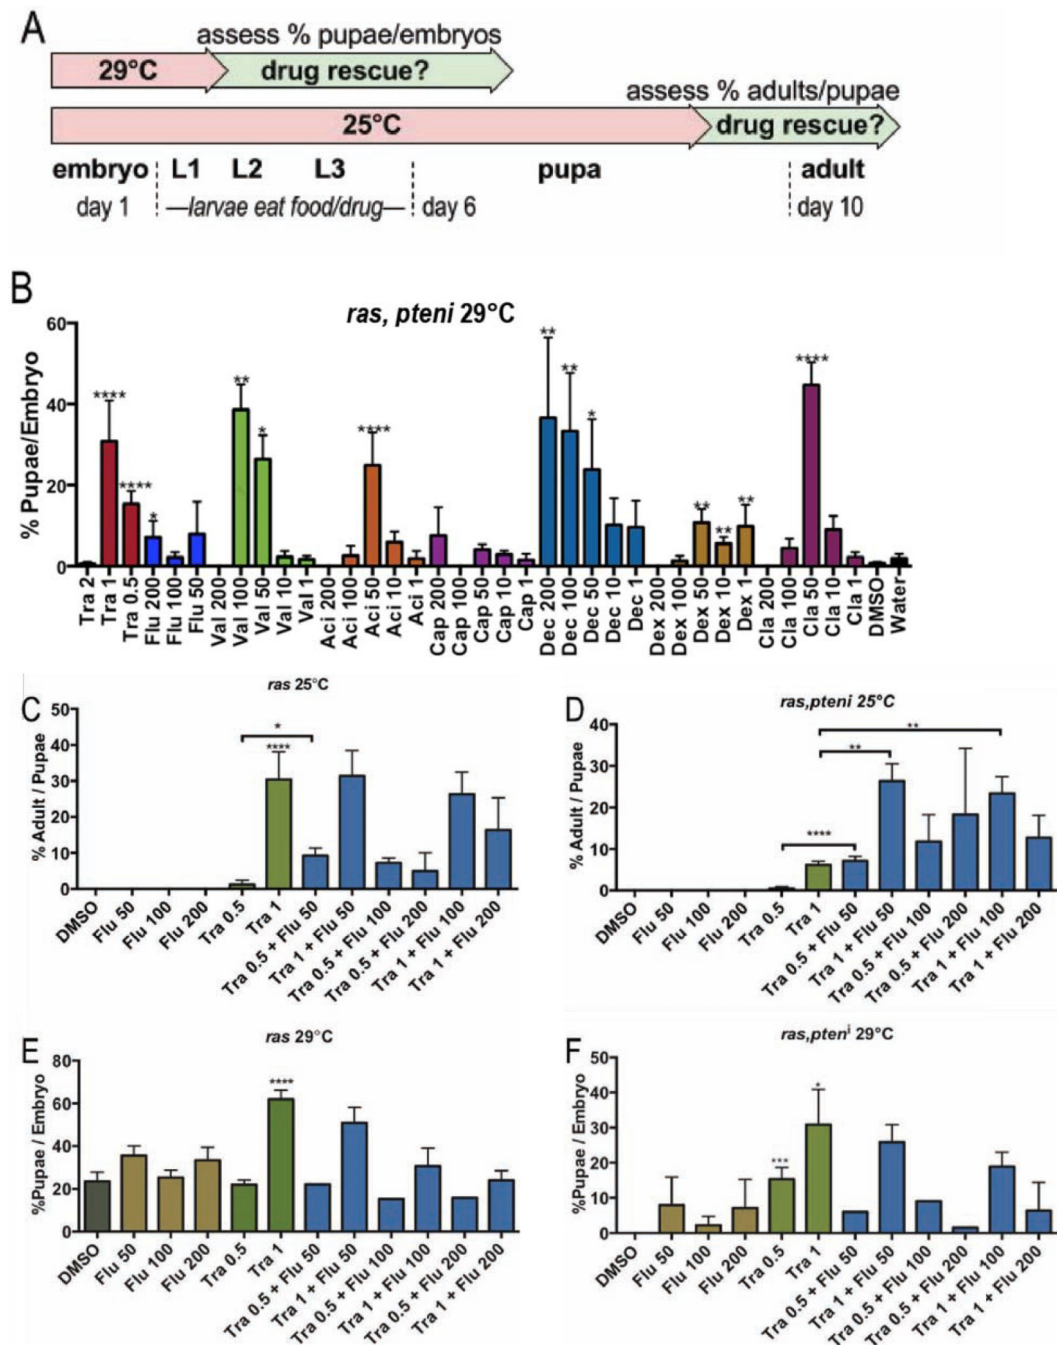 A
assess % pupae/embryos
29°C
drug rescue?
assess % adults/pupae
25°C
drug rescue?
embryo L1 L2 L3 pupa adult
day 1 —larvae eat food/drug— day 6 day 10
B
ras, pteni 29°C
% Pupae/Embryo
60
40
20
0
**** **** * ** * **** ** ** * ** ** ** ****
Tra 2
Tra 1
Tra 0.5
Flu 200
Flu 100
Flu 50
Val 200
Val 100
Val 50
Val 10
Val 1
Aci 200
Aci 100
Aci 50
Aci 10
Aci 1
Cap 200
Cap 100
Cap 50
Cap 10
Cap 1
Dec 200
Dec 100
Dec 50
Dec 10
Dec 1
Dex 200
Dex 100
Dex 50
Dex 10
Dex 1
Cla 200
Cla 100
Cla 50
Cla 10
Cla 1
DMSO
Water
C
ras 25°C
% Adult / Pupae
50
40
30
20
10
0
*
****
DMSO
Flu 50
Flu 100
Flu 200
Tra 0.5
Tra 1
Tra 0.5 + Flu 50
Tra 1 + Flu 50
Tra 0.5 + Flu 100
Tra 0.5 + Flu 200
Tra 1 + Flu 100
Tra 1 + Flu 200
D
ras,pteni 25°C
% Adult / Pupae
40
30
20
10
0
**
**
****
DMSO
Flu 50
Flu 100
Flu 200
Tra 0.5
Tra 1
Tra 0.5 + Flu 50
Tra 1 + Flu 50
Tra 0.5 + Flu 100
Tra 0.5 + Flu 200
Tra 1 + Flu 100
Tra 1 + Flu 200
E
ras 29°C
%Pupae / Embryo
80
60
40
20
0
****
DMSO
Flu 50
Flu 100
Flu 200
Tra 0.5
Tra 1
Tra 0.5 + Flu 50
Tra 1 + Flu 50
Tra 0.5 + Flu 100
Tra 1 + Flu 100
Tra 0.5 + Flu 200
Tra 1 + Flu 200
F
ras,ptenⁱ 29°C
%Pupae / Embryo
50
40
30
20
10
0
***
*
DMSO
Flu 50
Flu 100
Flu 200
Tra 0.5
Tra 1
Tra 0.5 + Flu 50
Tra 1 + Flu 50
Tra 0.5 + Flu 100
Tra 0.5 + Flu 200
Tra 1 + Flu 100
Tra 1 + Flu 200